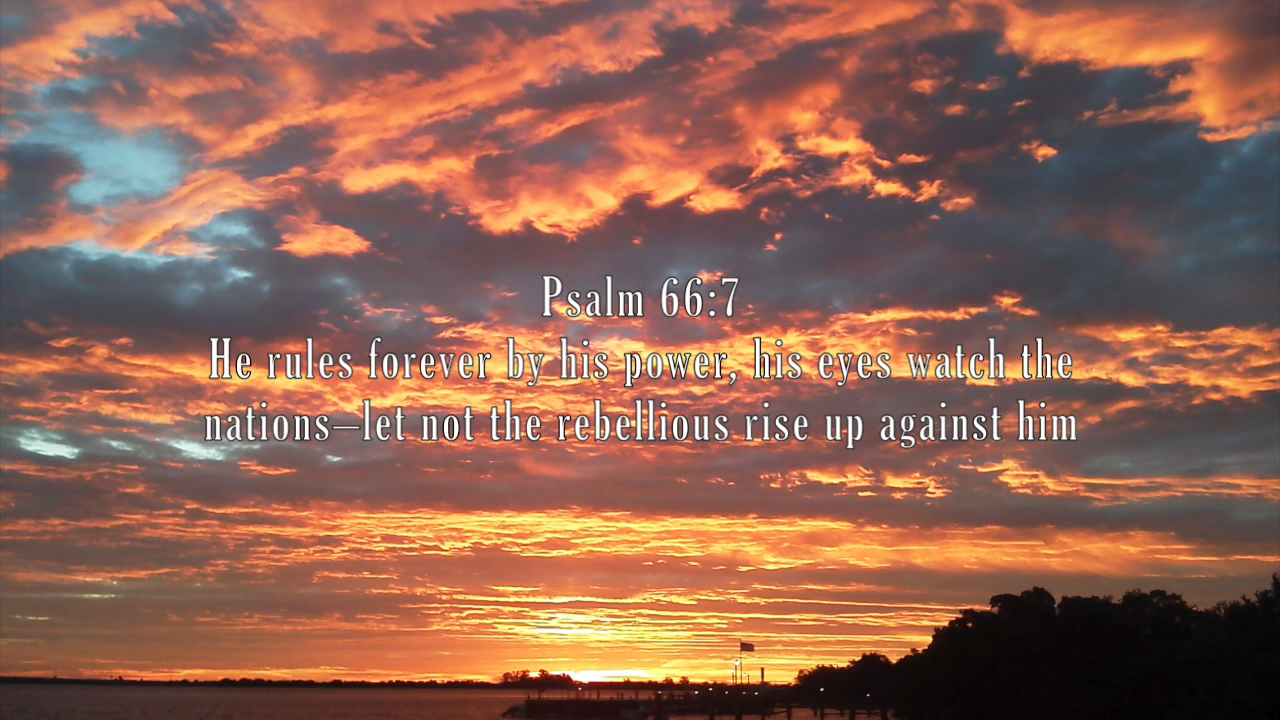 Psalm 66:7
He rules forever by his power, his eyes watch the
nations—let not the rebellious rise up against him